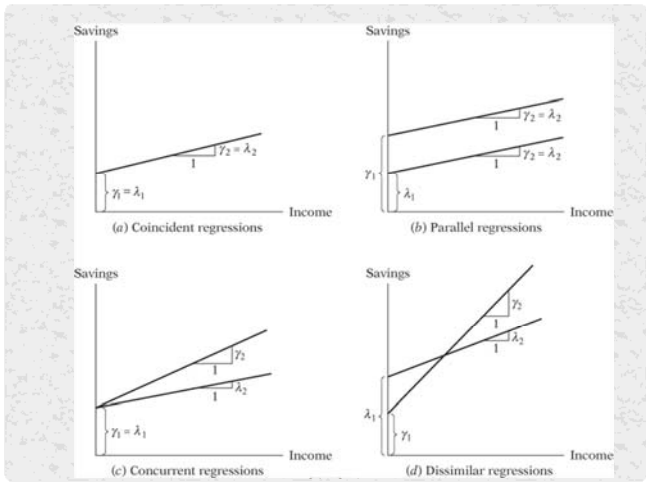 Savings
γ2 = λ2
1
γ1 = λ1
Income
(a) Coincident regressions
Savings
γ2 = λ2
1
γ2 = λ2
1
γ1
λ1
Income
(b) Parallel regressions
Savings
γ2
1
λ2
1
γ1 = λ1
Income
(c) Concurrent regressions
Savings
γ2
1
λ2
1
λ1
γ1
Income
(d) Dissimilar regressions